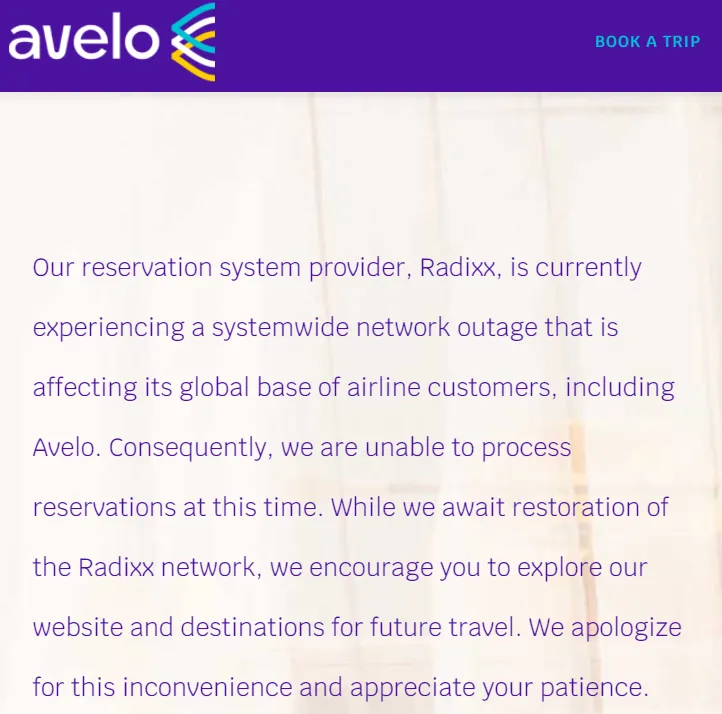 avelo
BOOK A TRIP
Our reservation system provider, Radixx, is currently
experiencing a systemwide network outage that is
affecting its global base of airline customers, including
Avelo. Consequently, we are unable to process
reservations at this time. While we await restoration of
the Radixx network, we encourage you to explore our
website and destinations for future travel. We apologize
for this inconvenience and appreciate your patience.